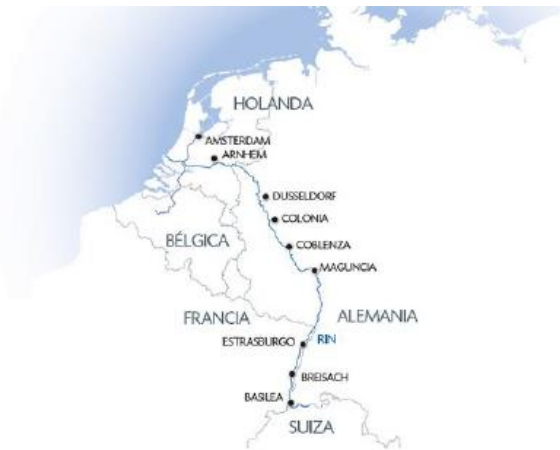 HOLANDA
AMSTERDAM
ARNHEM
DUSSELDORF
COLONIA
BÉLGICA
COBLENZA
MAGUNCIA
FRANCIA
ALEMANIA
ESTRASBURGO
RIN
BREISACH
BASILEA
SUIZA